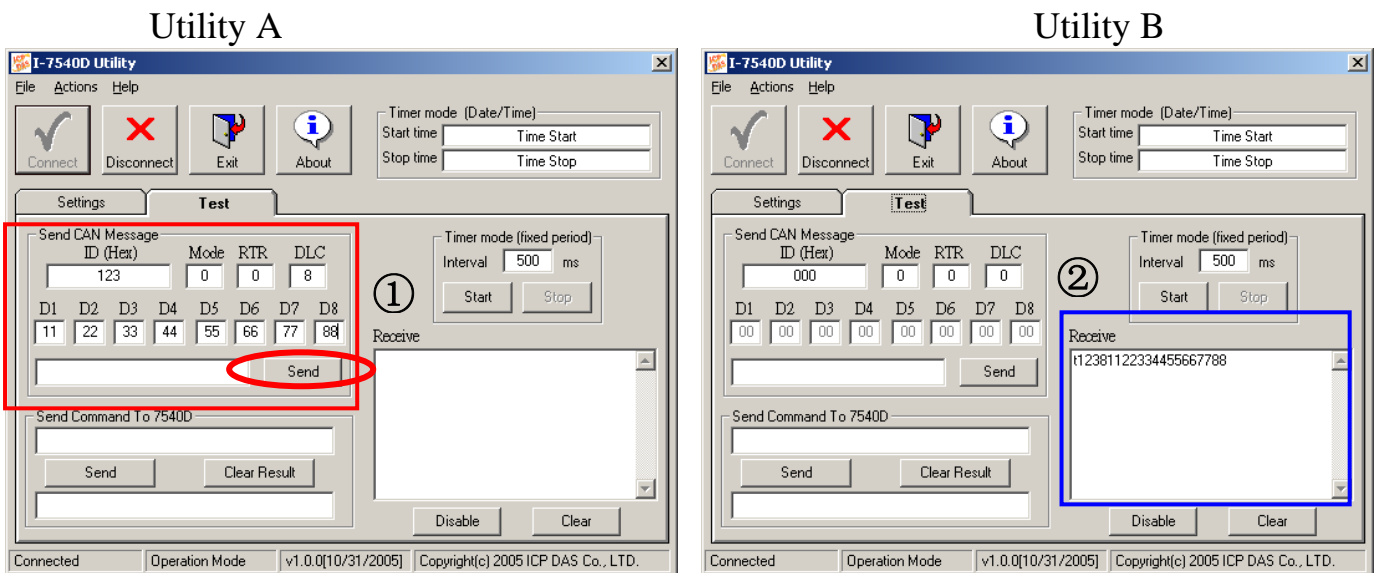 Utility A
I-7540D Utility
File Actions Help
Connect Disconnect Exit About
Timer mode (Date/Time)
Start time Time Start
Stop time Time Stop
Settings Test
Send CAN Message
ID (Hex) Mode RTR DLC
123 0 0 8
D1 D2 D3 D4 D5 D6 D7 D8
11 22 33 44 55 66 77 88
Send
①
Timer mode (fixed period)
Interval 500 ms
Start Stop
Receive
Send Command To 7540D
Send Clear Result
Disable Clear
Connected Operation Mode v1.0.0[10/31/2005] Copyright(c) 2005 ICP DAS Co., LTD.
Utility B
I-7540D Utility
File Actions Help
Connect Disconnect Exit About
Timer mode (Date/Time)
Start time Time Start
Stop time Time Stop
Settings Test
Send CAN Message
ID (Hex) Mode RTR DLC
000 0 0 0
D1 D2 D3 D4 D5 D6 D7 D8
00 00 00 00 00 00 00 00
Send
②
Timer mode (fixed period)
Interval 500 ms
Start Stop
Receive
t12381122334455667788
Send Command To 7540D
Send Clear Result
Disable Clear
Connected Operation Mode v1.0.0[10/31/2005] Copyright(c) 2005 ICP DAS Co., LTD.